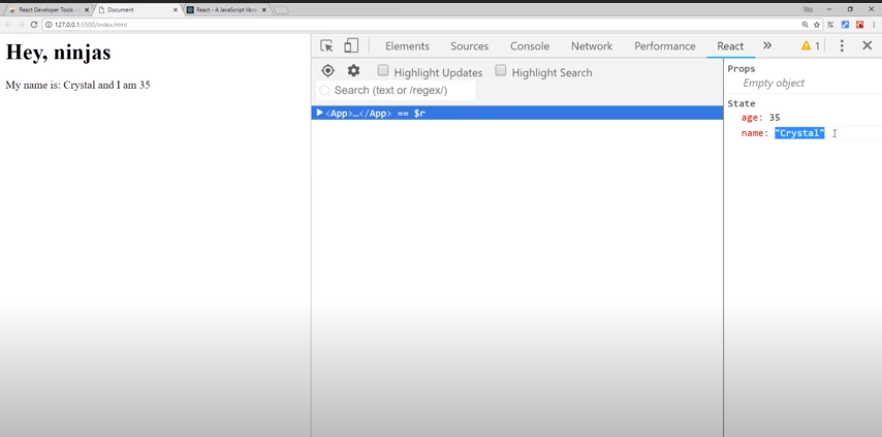 React Developer Tools -
Document
React - A JavaScript libra
127.0.0.1:5500/index.html
Hey, ninjas
My name is: Crystal and I am 35
Elements Sources Console Network Performance React » 1
Highlight Updates Highlight Search
Search (text or /regex/)
<App>…</App> == $r
Props
Empty object
State
age: 35
name: "Crystal"